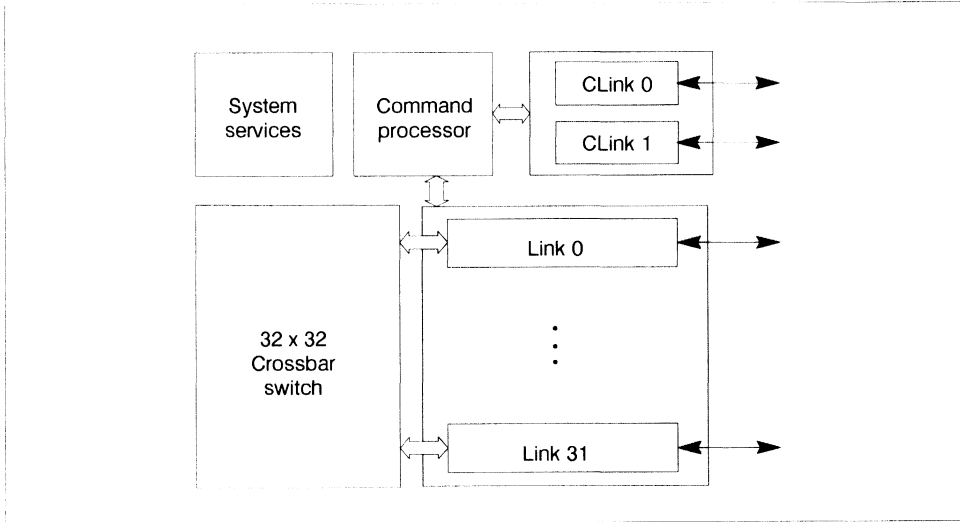 System
services
Command
processor
CLink 0
CLink 1
Link 0
32 x 32
Crossbar
switch
Link 31